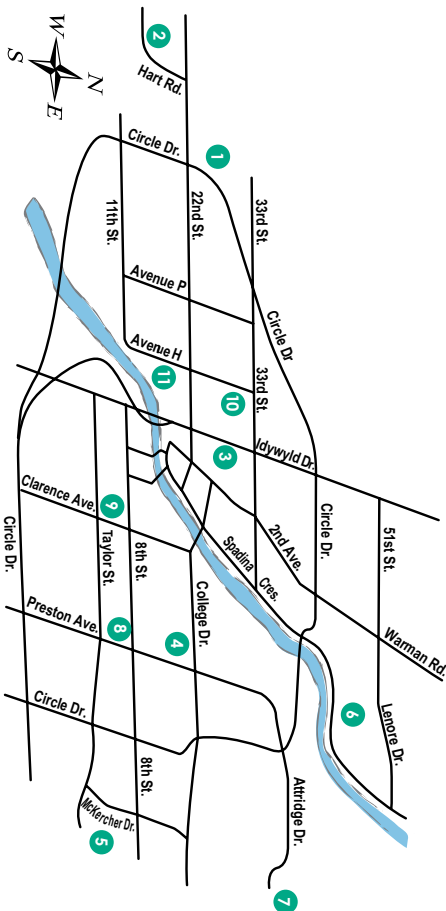 2
Hart Rd.
W
N
S
E
1
Circle Dr.
11th St.
22nd St.
33rd St.
Avenue P
Circle Dr
Avenue H
33rd St.
11
10
Idywyld Dr.
3
Clarence Ave.
9
Circle Dr.
Taylor St.
8th St.
Spadina
Cres.
2nd Ave.
Circle Dr.
51st St.
Warman Rd.
Preston Ave.
8
College Dr.
4
6
Lenore Dr.
Circle Dr.
8th St.
McKercher Dr.
5
Attridge Dr.
7